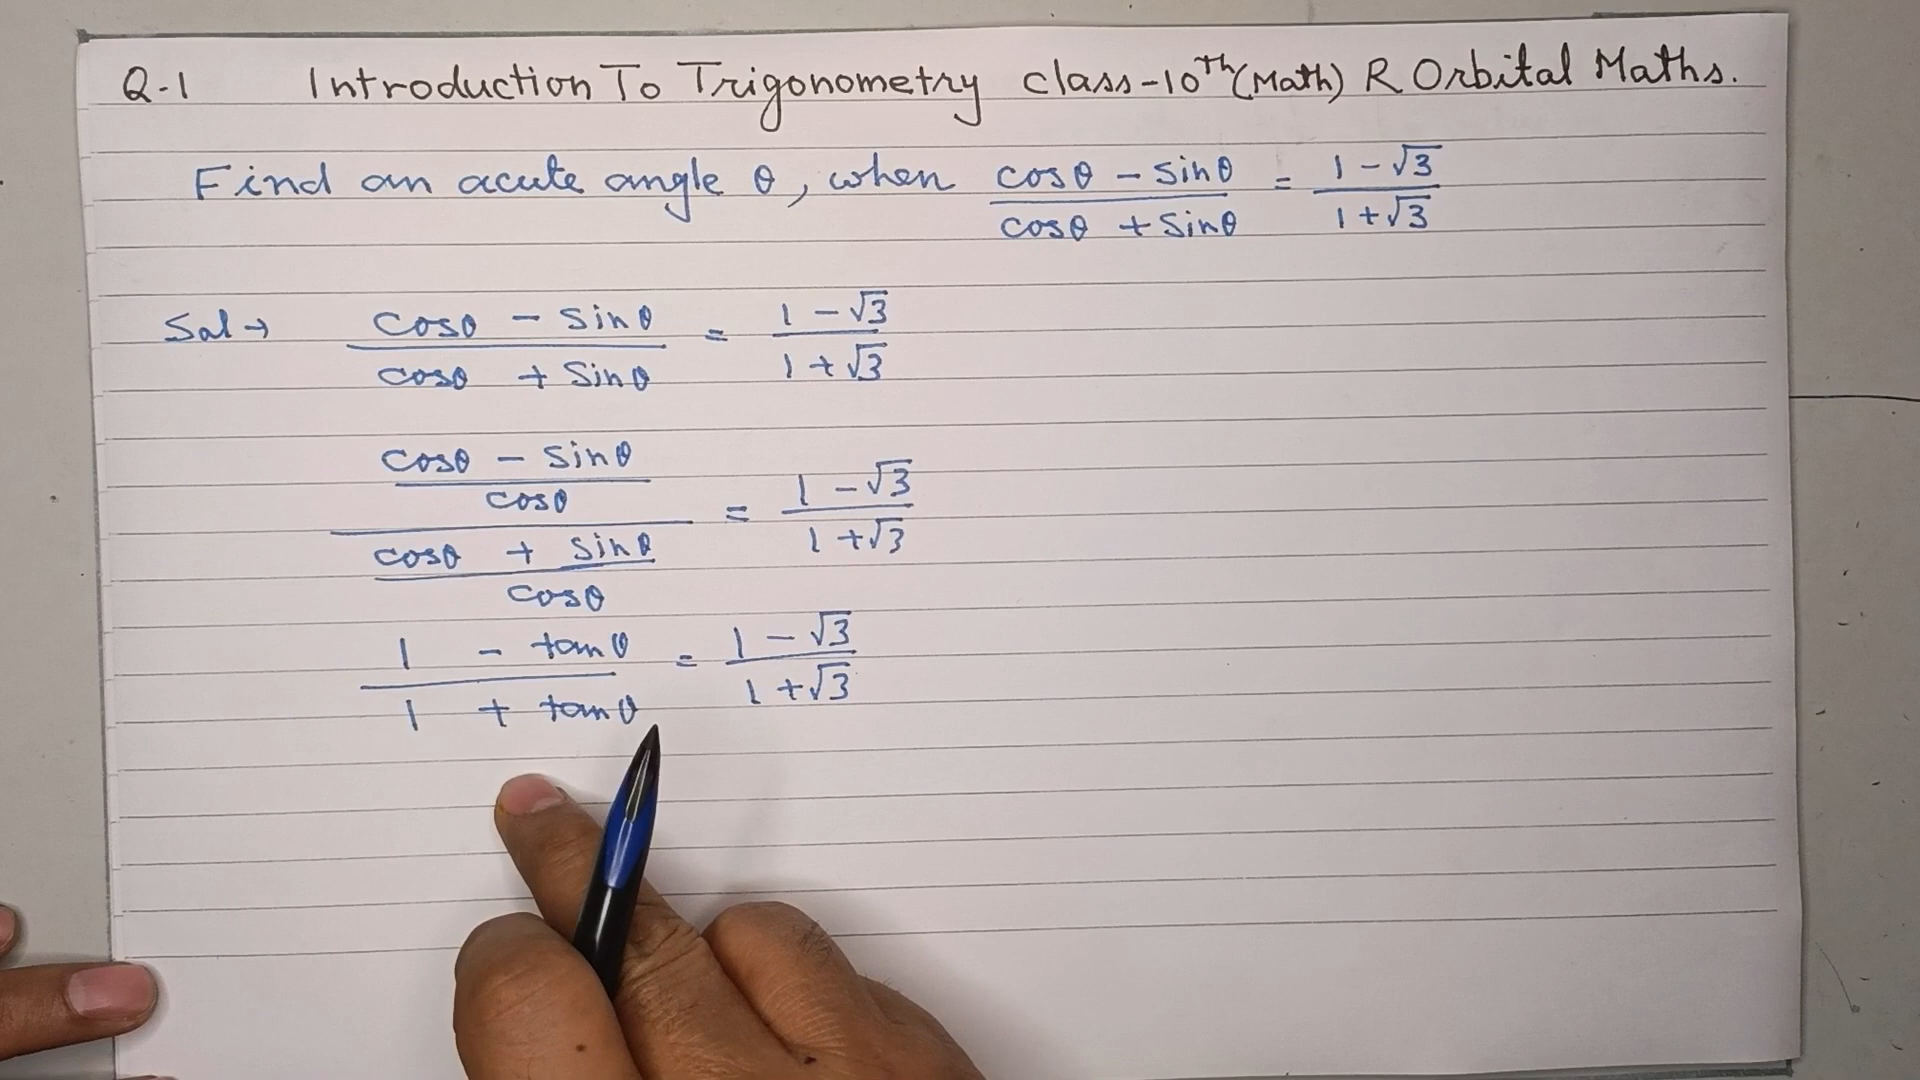 Q-1 Introduction To Trigonometry class-10th (Math) R Orbital Maths.
Find an acute angle θ, when (cosθ - sinθ)/(cosθ + sinθ) = (1-√3)/(1+√3)
Sol → (cosθ - sinθ)/(cosθ + sinθ) = (1-√3)/(1+√3)
((cosθ - sinθ)/cosθ)/((cosθ + sinθ)/cosθ) = (1-√3)/(1+√3)
(1 - tanθ)/(1 + tanθ) = (1-√3)/(1+√3)